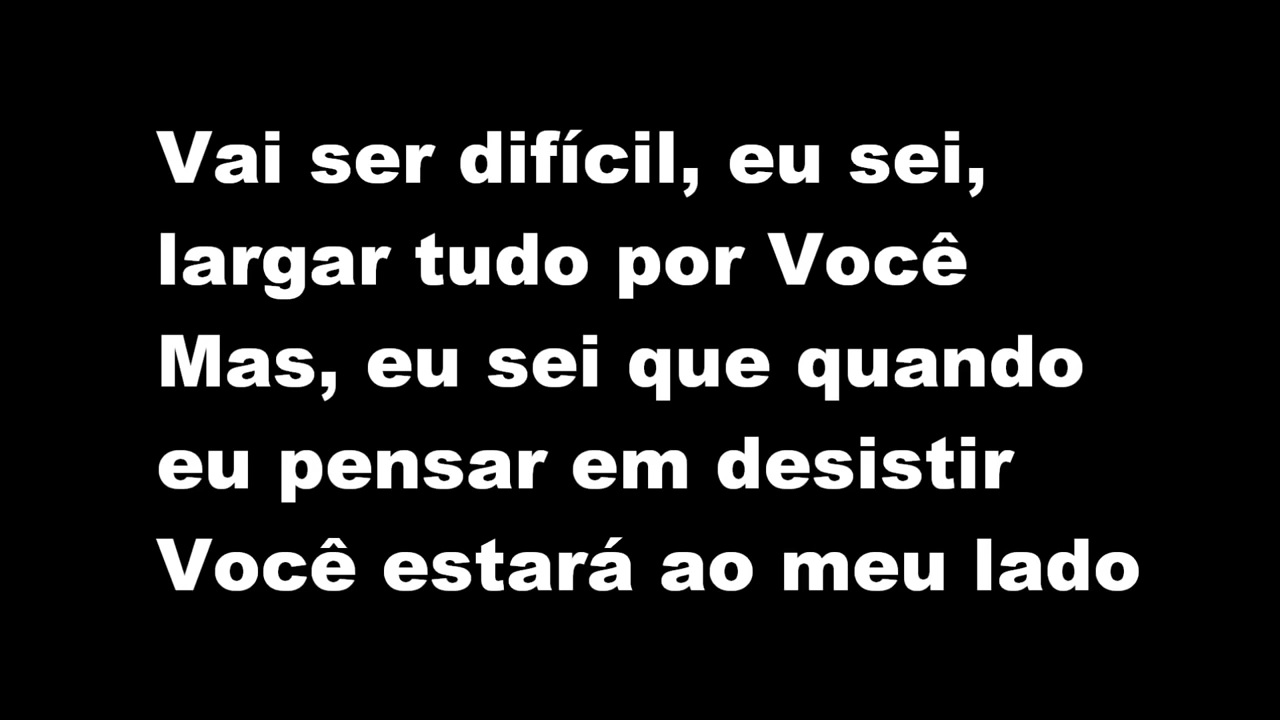 Vai ser difícil, eu sei,
largar tudo por Você
Mas, eu sei que quando
eu pensar em desistir
Você estará ao meu lado